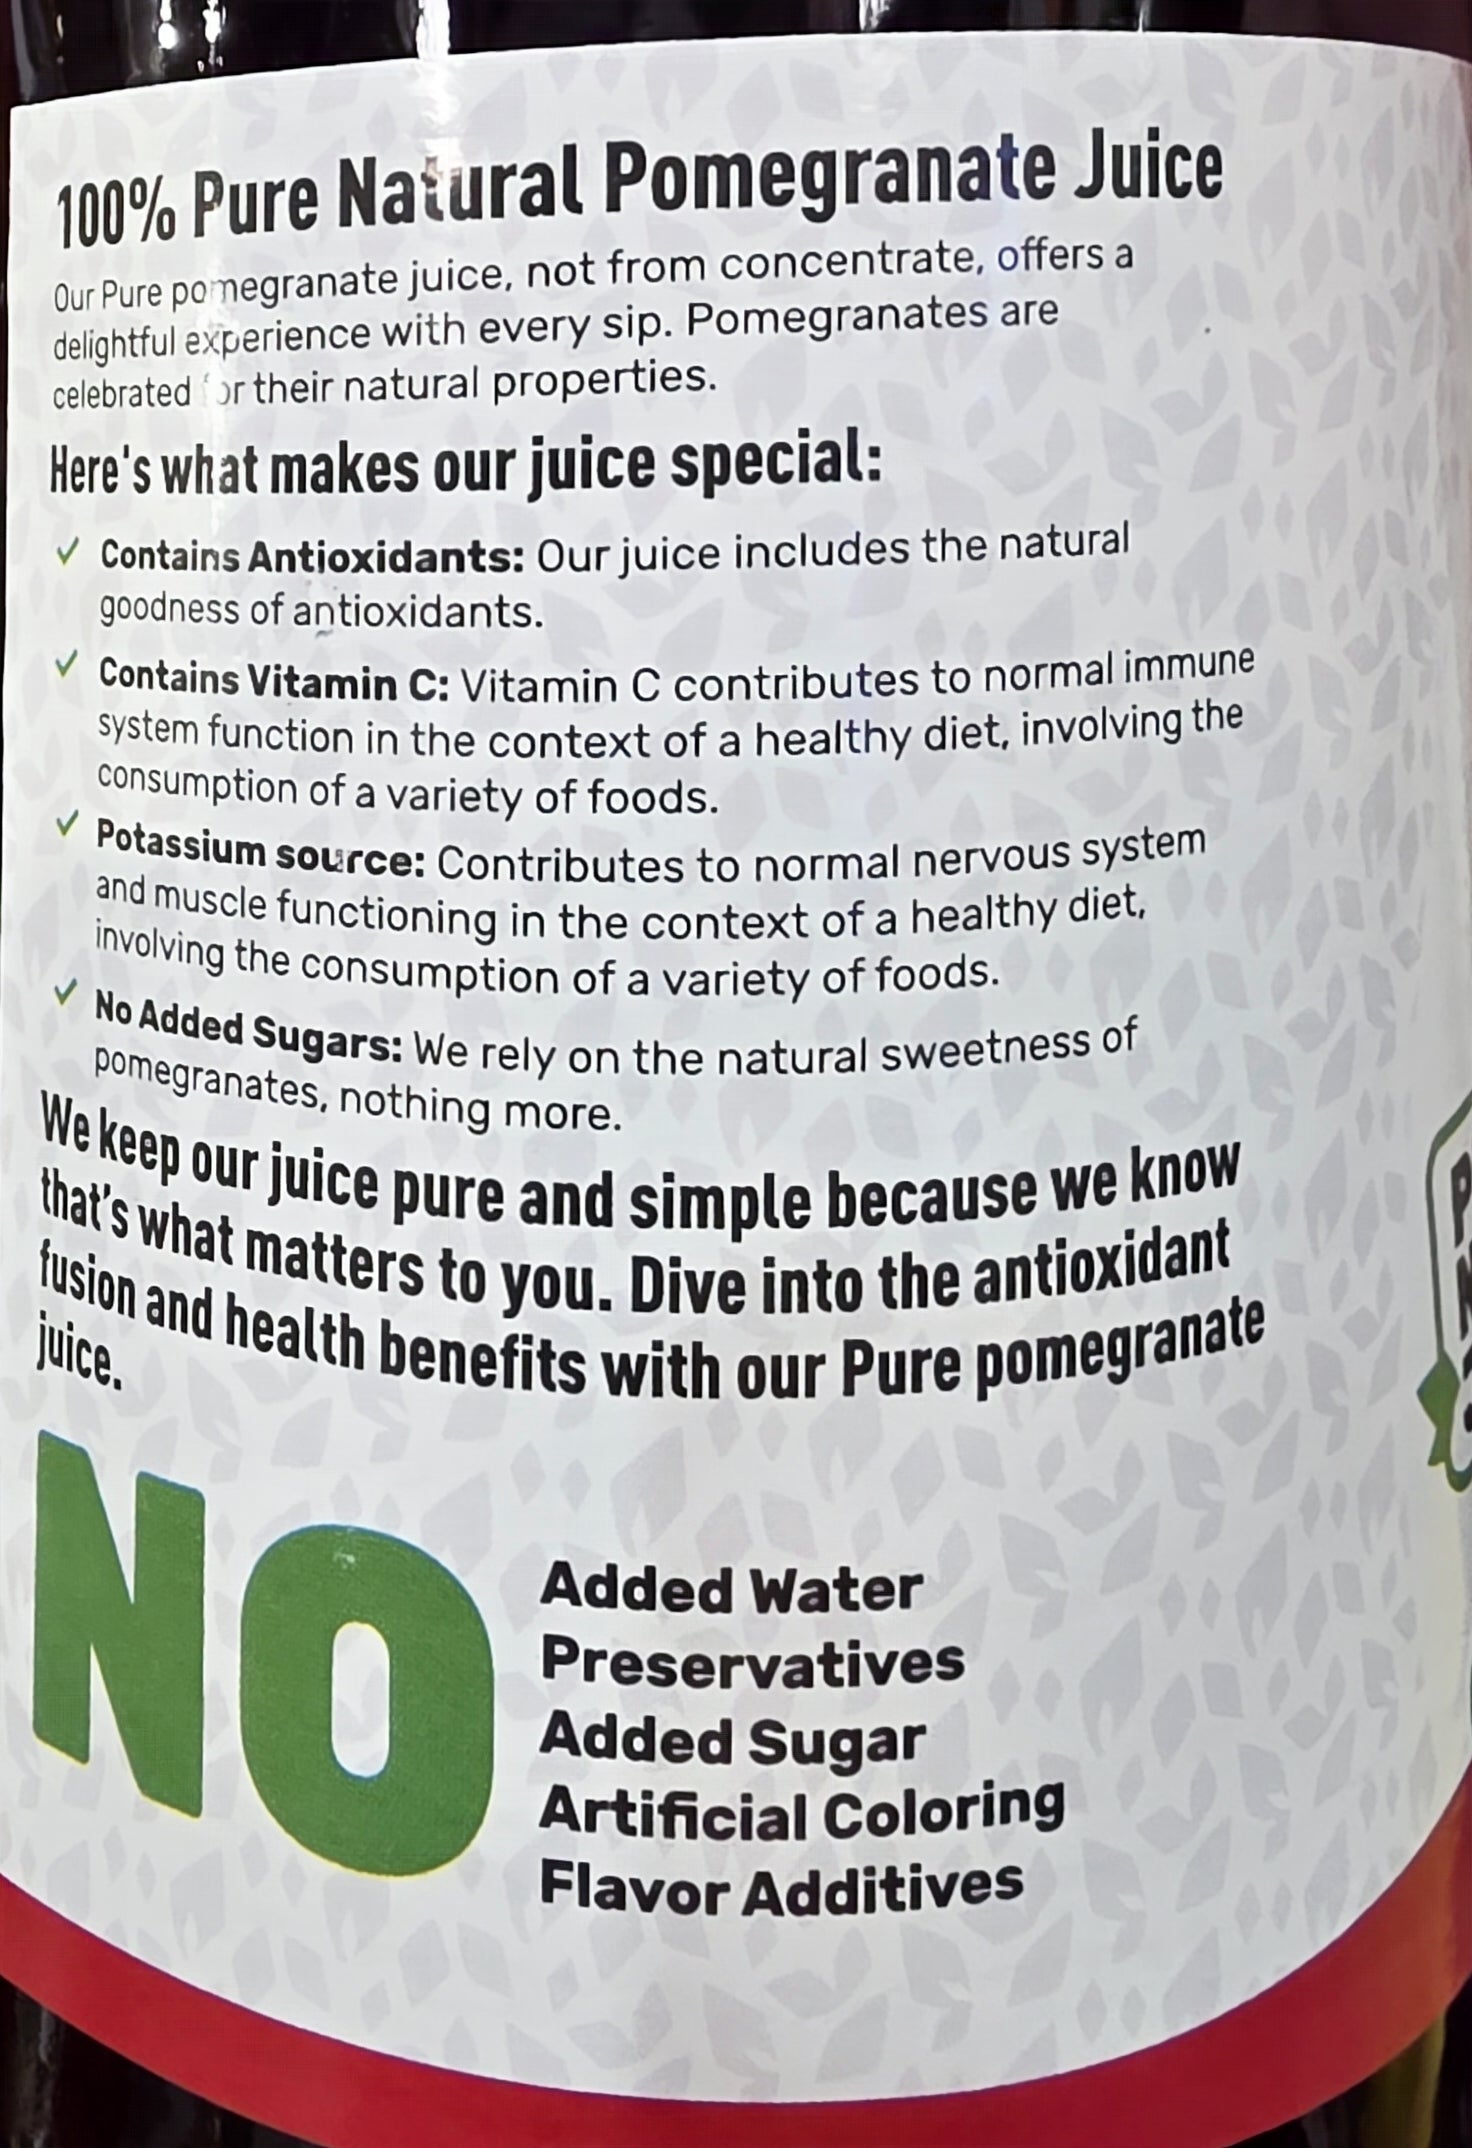 100% Pure Natural Pomegranate Juice
Our Pure pomegranate juice, not from concentrate, offers a
delightful experience with every sip. Pomegranates are
celebrated for their natural properties.
Here's what makes our juice special:
✓ Contains Antioxidants: Our juice includes the natural
goodness of antioxidants.
✓ Contains Vitamin C: Vitamin C contributes to normal immune
system function in the context of a healthy diet, involving the
consumption of a variety of foods.
✓ Potassium source: Contributes to normal nervous system
and muscle functioning in the context of a healthy diet,
involving the consumption of a variety of foods.
✓ No Added Sugars: We rely on the natural sweetness of
pomegranates, nothing more.
We keep our juice pure and simple because we know
that's what matters to you. Dive into the antioxidant
fusion and health benefits with our Pure pomegranate
juice.
NO
Added Water
Preservatives
Added Sugar
Artificial Coloring
Flavor Additives